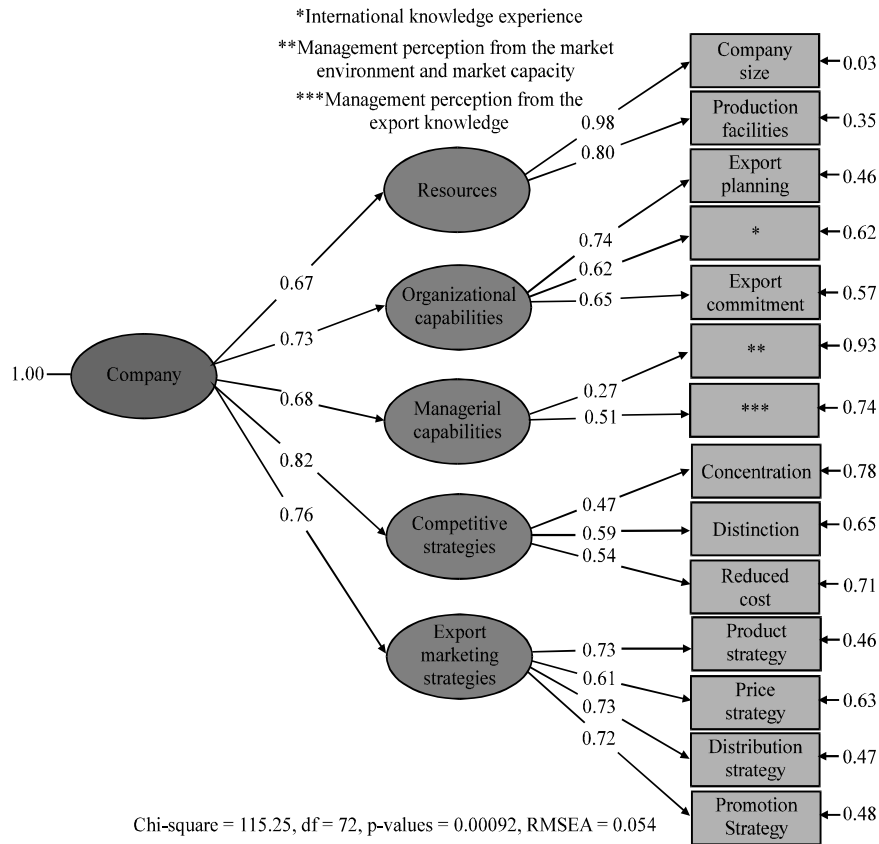 *International knowledge experience
**Management perception from the market
environment and market capacity
***Management perception from the
export knowledge
1.00
Company
0.67
0.73
0.68
0.82
0.76
Resources
0.98
0.80
Company
size
0.03
Production
facilities
0.35
Organizational
capabilities
0.74
0.62
0.65
Export
planning
0.46
*
0.62
Export
commitment
0.57
Managerial
capabilities
0.27
0.51
**
0.93
***
0.74
Competitive
strategies
0.47
0.59
0.54
Concentration
0.78
Distinction
0.65
Reduced
cost
0.71
Export
marketing
strategies
0.73
0.61
0.73
0.72
Product
strategy
0.46
Price
strategy
0.63
Distribution
strategy
0.47
Promotion
Strategy
0.48
Chi-square = 115.25, df = 72, p-values = 0.00092, RMSEA = 0.054